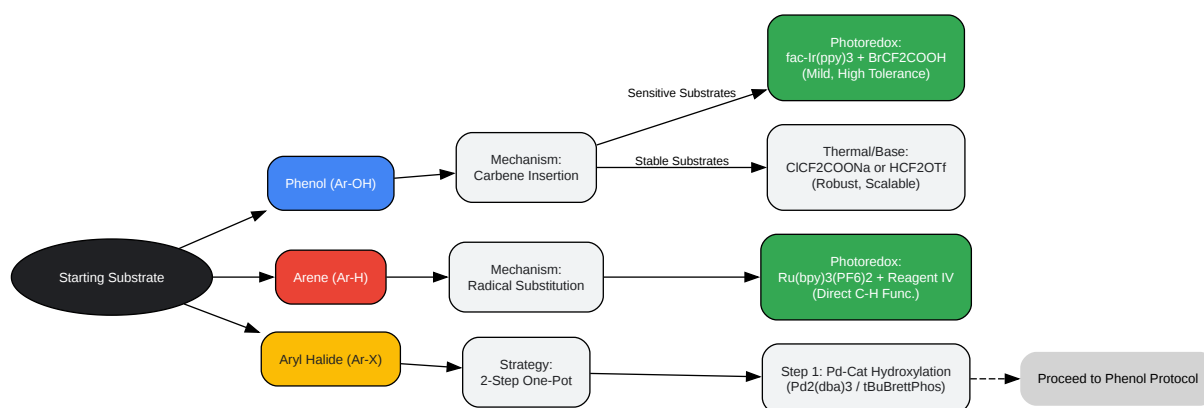 Photoredox:
fac-Ir(ppy)3 + BrCF2COOH
(Mild, High Tolerance)
Sensitive Substrates
Stable Substrates
Thermal/Base:
ClCF2COONa or HCF2OTf
(Robust, Scalable)
Mechanism:
Carbene Insertion
Phenol (Ar-OH)
Starting Substrate
Arene (Ar-H)
Mechanism:
Radical Substitution
Photoredox:
Ru(bpy)3(PF6)2 + Reagent IV
(Direct C-H Func.)
Aryl Halide (Ar-X)
Strategy:
2-Step One-Pot
Step 1: Pd-Cat Hydroxylation
(Pd2(dba)3 / tBuBrettPhos)
Proceed to Phenol Protocol